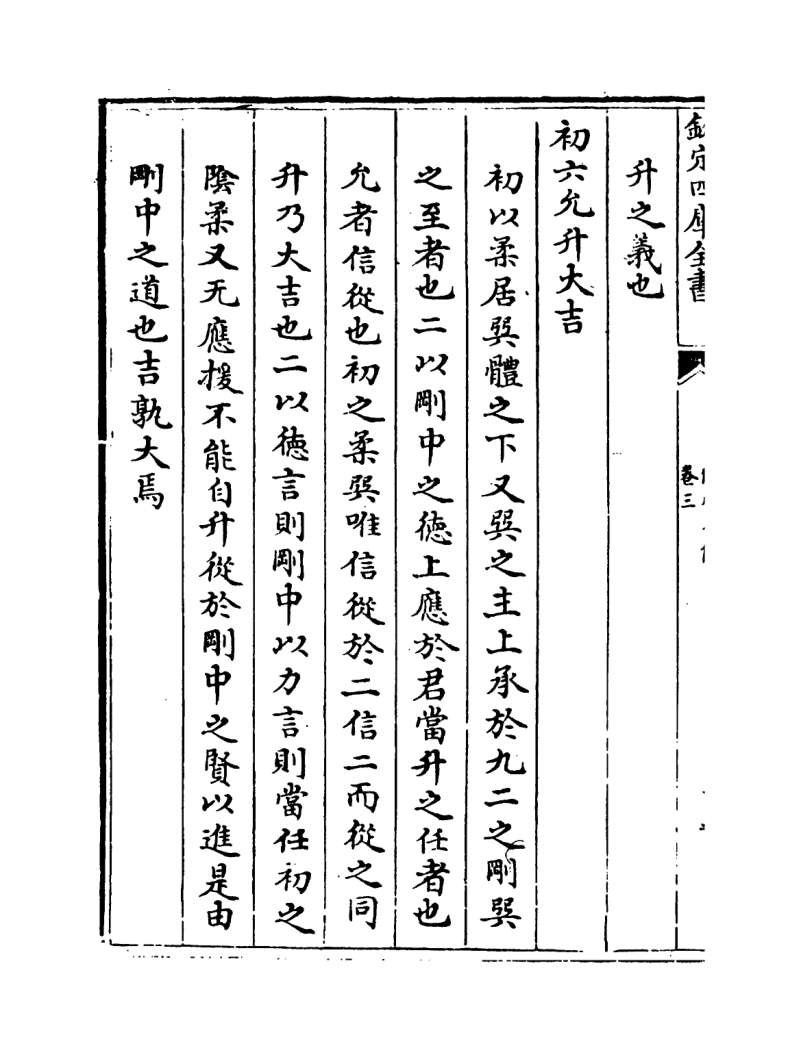 欽定四庫全書
卷三
升之義也
初六允升大吉
初以柔居巽體之下又巽之主上承於九二之剛巽
之至者也二以剛中之德上應於君當升之任者也
允者信從也初之柔巽唯信從於二信二而從之同
升乃大吉也二以德言則剛中以力言則當任初之
陰柔又无應援不能自升從於剛中之賢以進是由
剛中之道也吉孰大焉